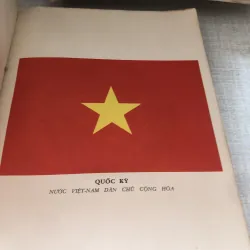 QUỐC KỲ
NƯỚC VIỆT-NAM DÂN CHỦ CỘNG HÒA